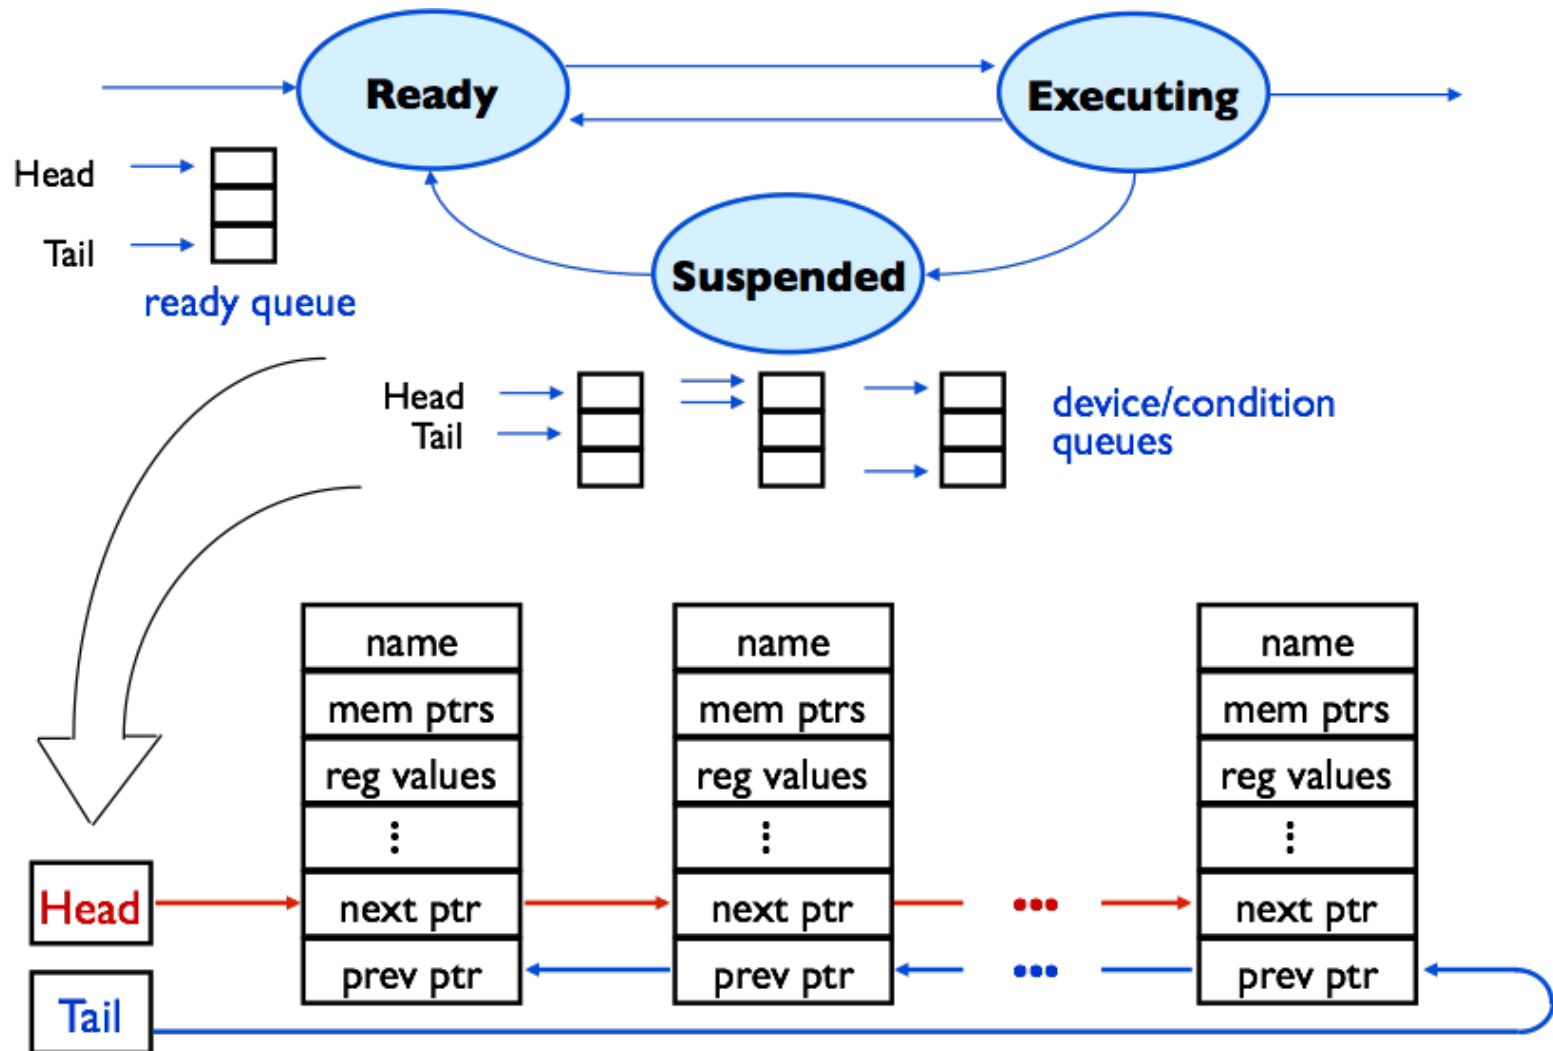 Ready
Executing
Head
Tail
ready queue
Suspended
Head
Tail
device/condition
queues
name
mem ptrs
reg values
⋮
next ptr
prev ptr
name
mem ptrs
reg values
⋮
next ptr
prev ptr
...
...
name
mem ptrs
reg values
⋮
next ptr
prev ptr
Head
Tail